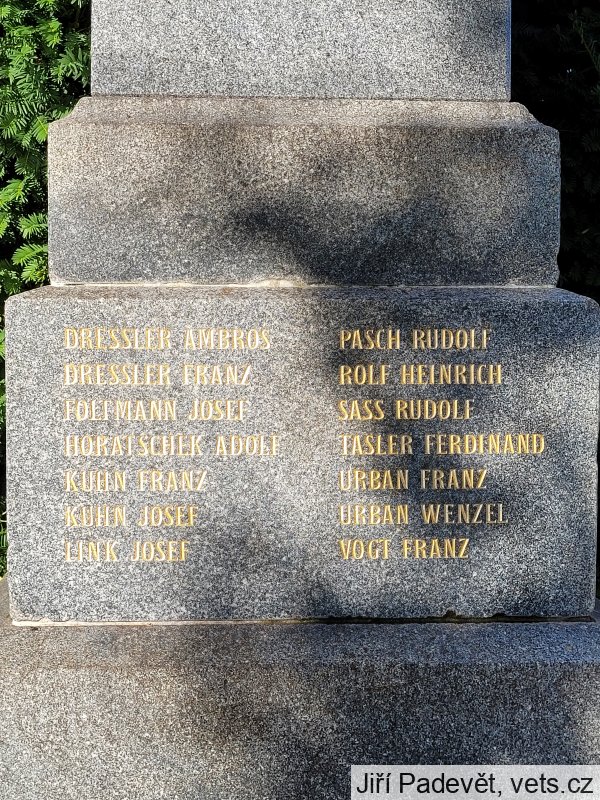 DRESSLER AMBROS
DRESSLER FRANZ
FOLFMANN JOSEF
HORATSCHEK ADOLF
KUHN FRANZ
KUHN JOSEF
LINK JOSEF
PASCH RUDOLF
ROLF HEINRICH
SASS RUDOLF
TASLER FERDINAND
URBAN FRANZ
URBAN WENZEL
VOGT FRANZ
Jiří Padevět, vets.cz